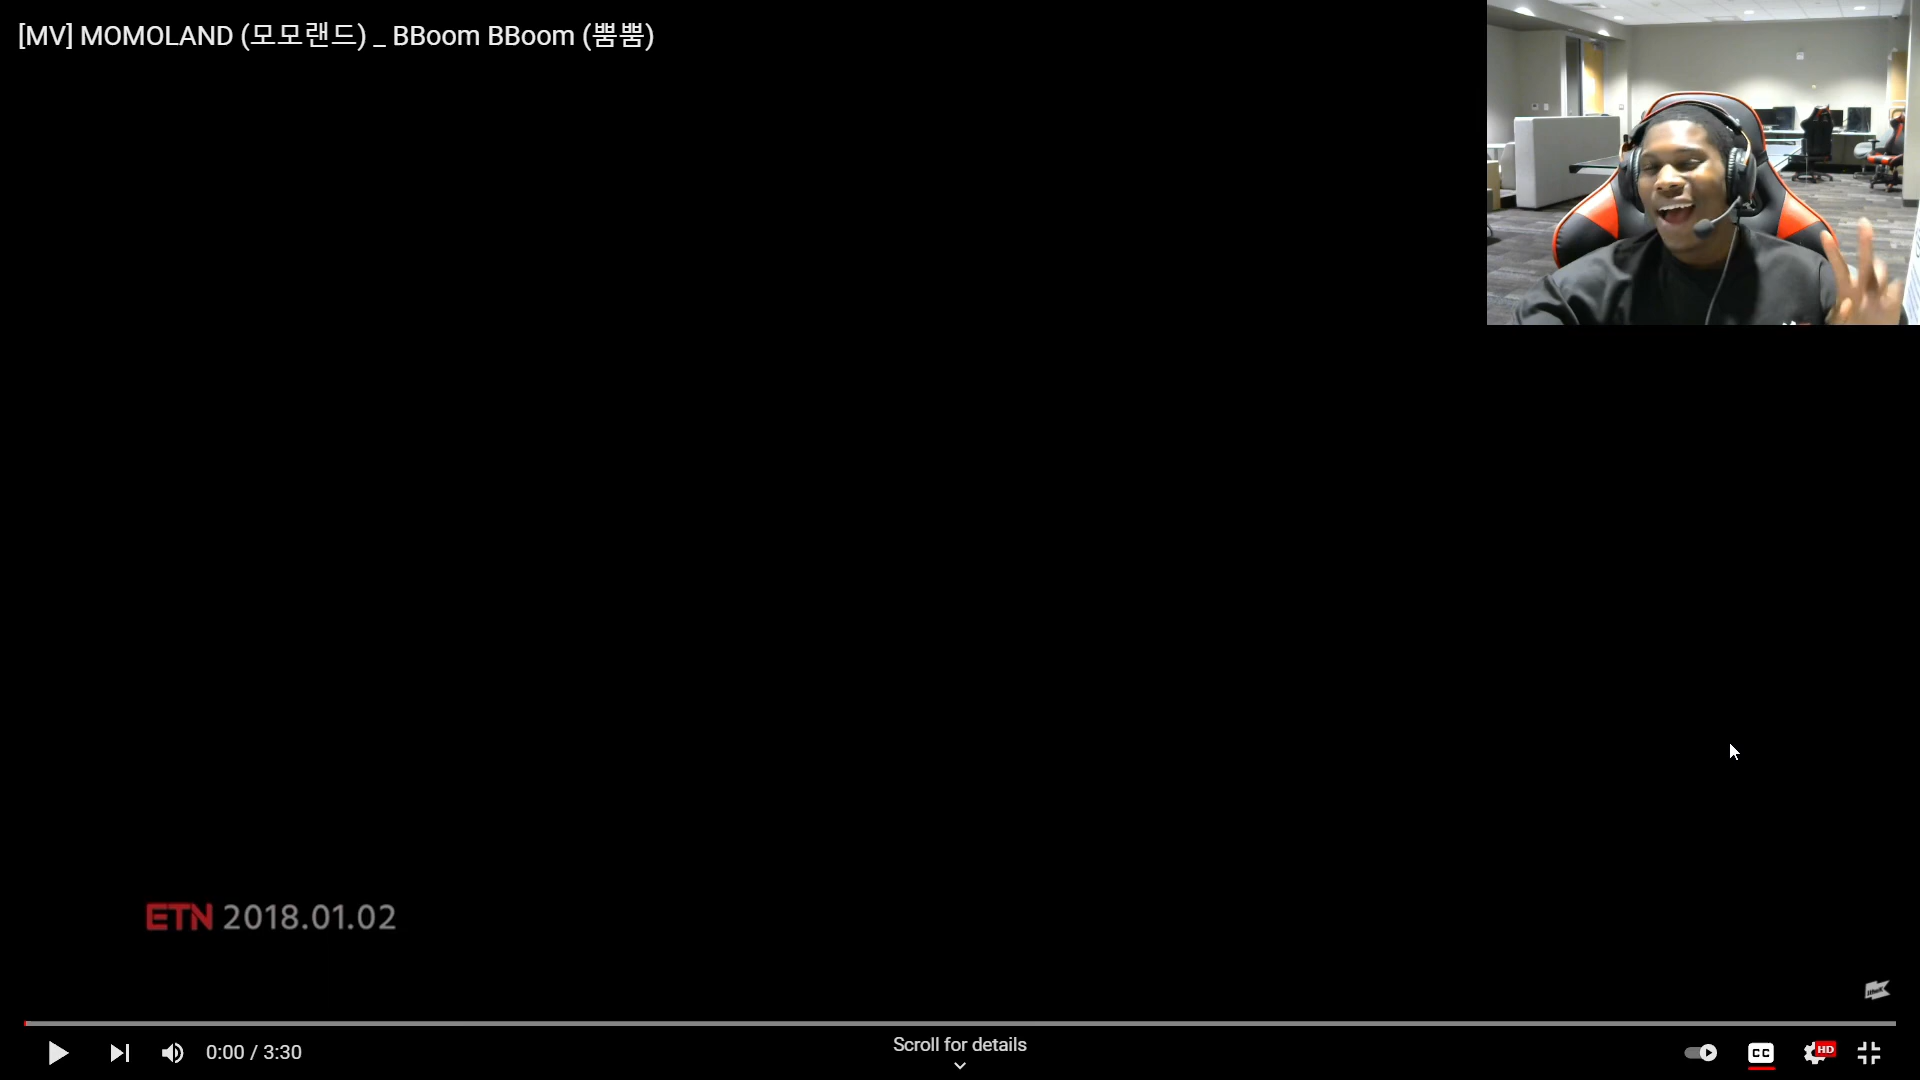 [MV] MOMOLAND (모모랜드) _ BBoom BBoom (뿜뿜)
ETN 2018.01.02
0:00 / 3:30
Scroll for details
CC
HD